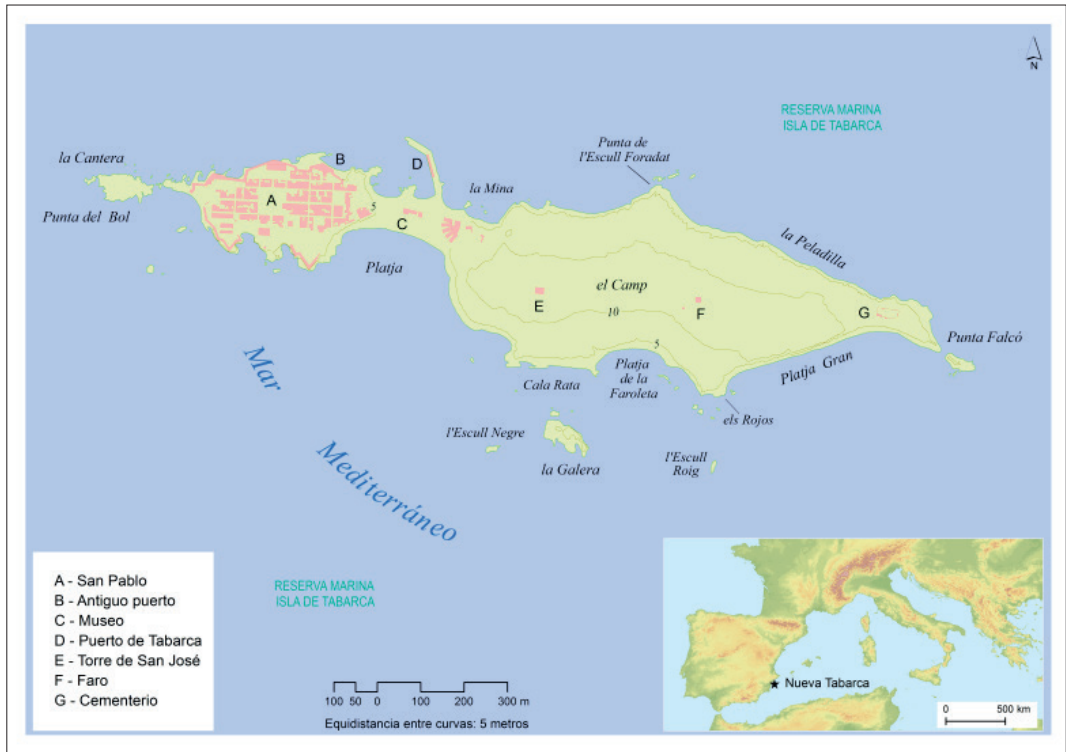 N
RESERVA MARINA
ISLA DE TABARCA
la Cantera
B
D
Punta de
l'Escull Foradat
Punta del Bol
A
5
la Mina
C
Platja
la Peladilla
el Camp
E
10
F
G
Punta Falcó
5
Cala Rata
Platja
de la
Faroleta
Platja Gran
els Rojos
Mar
Mediterráneo
l'Escull Negre
la Galera
l'Escull
Roig
RESERVA MARINA
ISLA DE TABARCA
A - San Pablo
B - Antiguo puerto
C - Museo
D - Puerto de Tabarca
E - Torre de San José
F - Faro
G - Cementerio
100 50 0 100 200 300 m
Equidistancia entre curvas: 5 metros
Nueva Tabarca
0 500 km